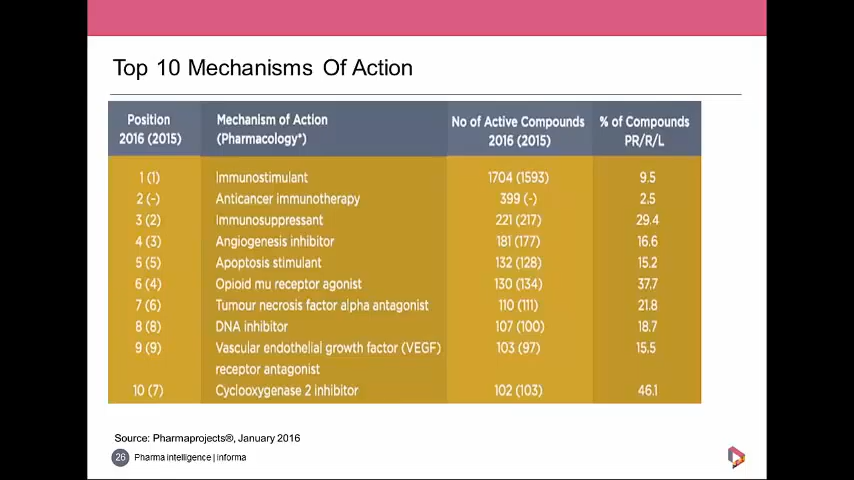 Top 10 Mechanisms Of Action
Position 2016 (2015) Mechanism of Action (Pharmacology*) No of Active Compounds 2016 (2015) % of Compounds PR/R/L
1 (1) Immunostimulant 1704 (1593) 9.5
2 (-) Anticancer immunotherapy 399 (-) 2.5
3 (2) Immunosuppressant 221 (217) 29.4
4 (3) Angiogenesis inhibitor 181 (177) 16.6
5 (5) Apoptosis stimulant 132 (128) 15.2
6 (4) Opioid mu receptor agonist 130 (134) 37.7
7 (6) Tumour necrosis factor alpha antagonist 110 (111) 21.8
8 (8) DNA inhibitor 107 (100) 18.7
9 (9) Vascular endothelial growth factor (VEGF) 103 (97) 15.5
receptor antagonist
10 (7) Cyclooxygenase 2 inhibitor 102 (103) 46.1
Source: Pharmaprojects®, January 2016
26 Pharma intelligence | informa